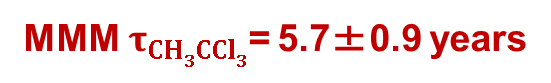 MMM τCH₃CCl₃ = 5.7±0.9 years